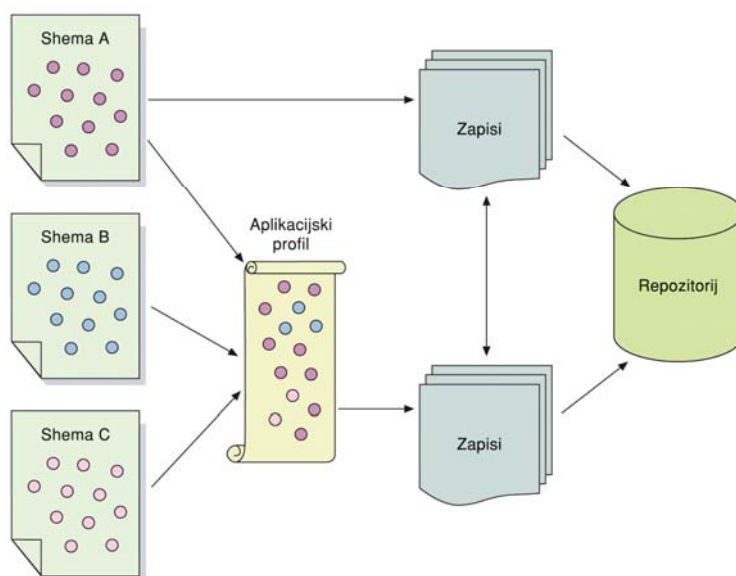 Shema A
Zapisi
Shema B
Aplikacijski
profil
Repozitorij
Shema C
Zapisi